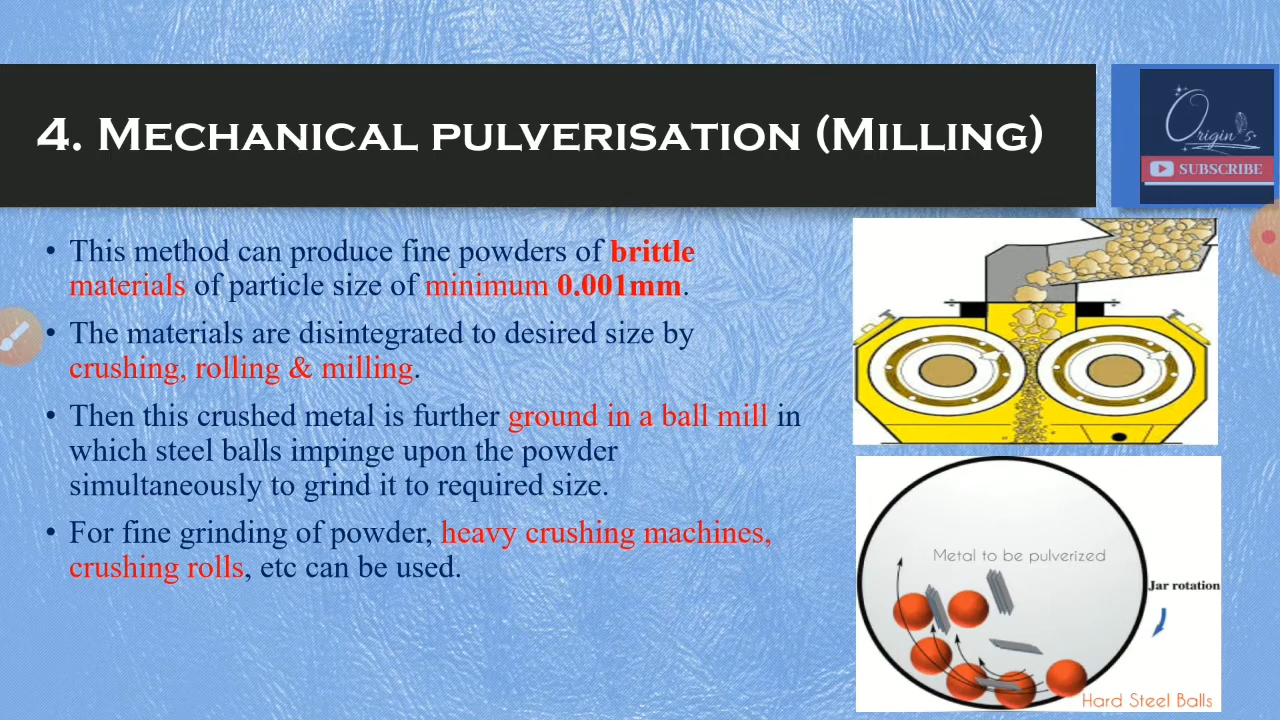 4. Mechanical pulverisation (Milling)
Origin's
SUBSCRIBE
• This method can produce fine powders of brittle
materials of particle size of minimum 0.001mm.
• The materials are disintegrated to desired size by
crushing, rolling & milling.
• Then this crushed metal is further ground in a ball mill in
which steel balls impinge upon the powder
simultaneously to grind it to required size.
• For fine grinding of powder, heavy crushing machines,
crushing rolls, etc can be used.
Metal to be pulverized
Jar rotation
Hard Steel Balls